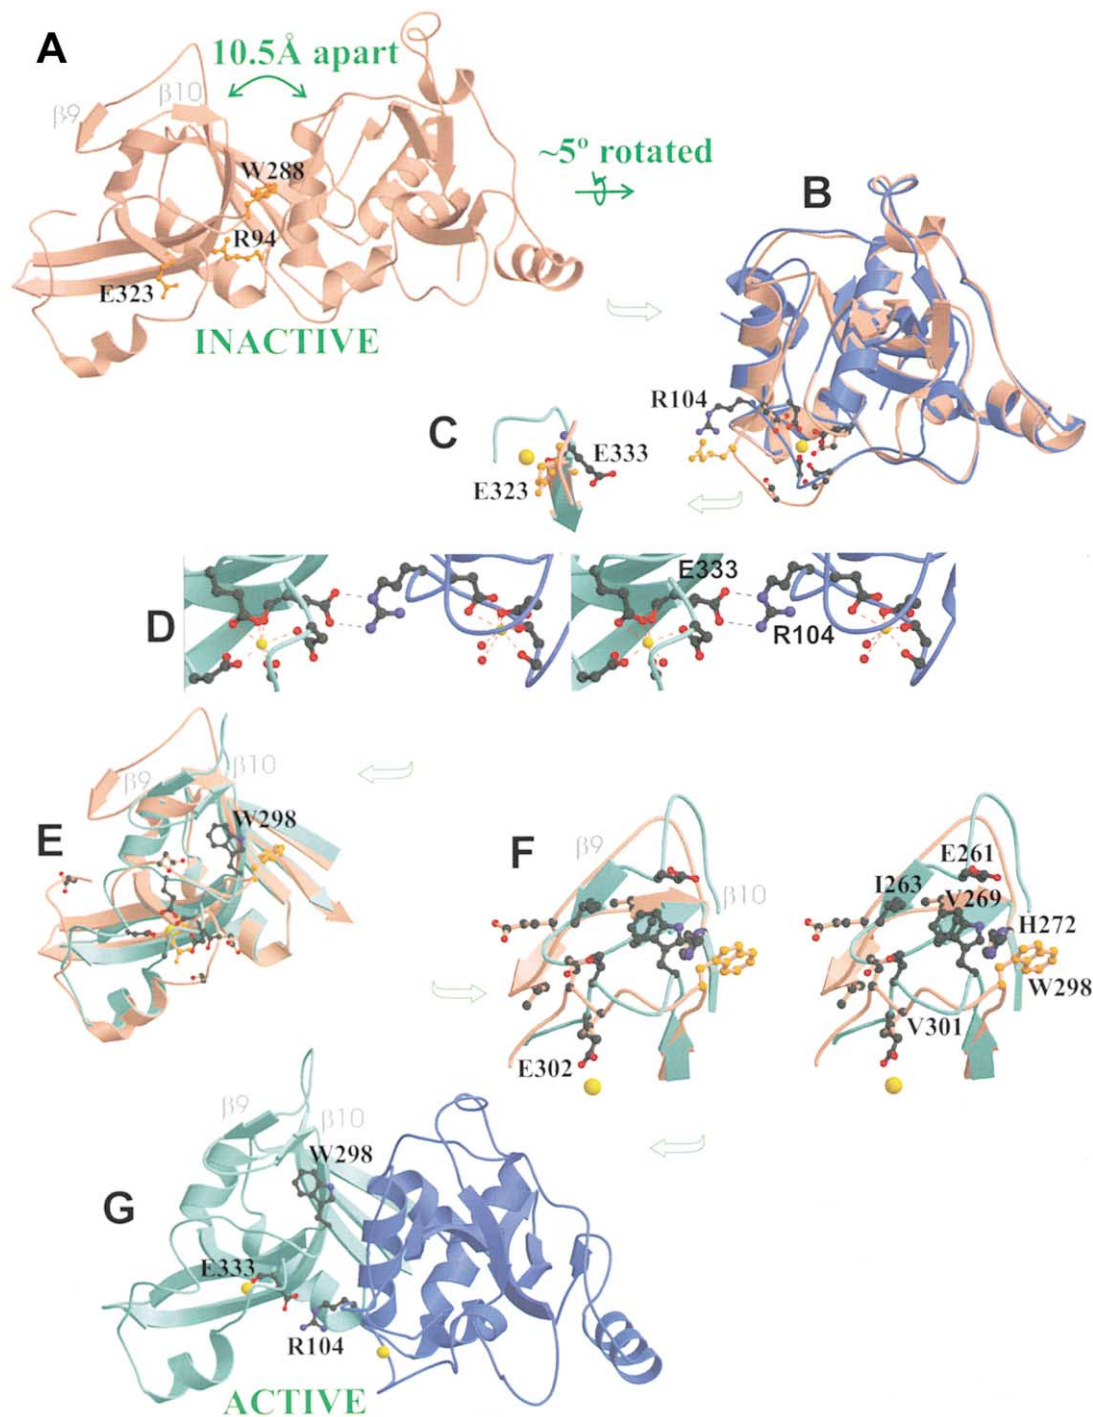 A
10.5Å apart
β10
β9
W288
R94
E323
INACTIVE
~5° rotated
B
R104
C
E333
E323
D
E333
R104
β10
β9
W298
E
F
β9
β10
E261
I263
V269
H272
W298
V301
E302
β9
β10
W298
G
E333
R104
ACTIVE